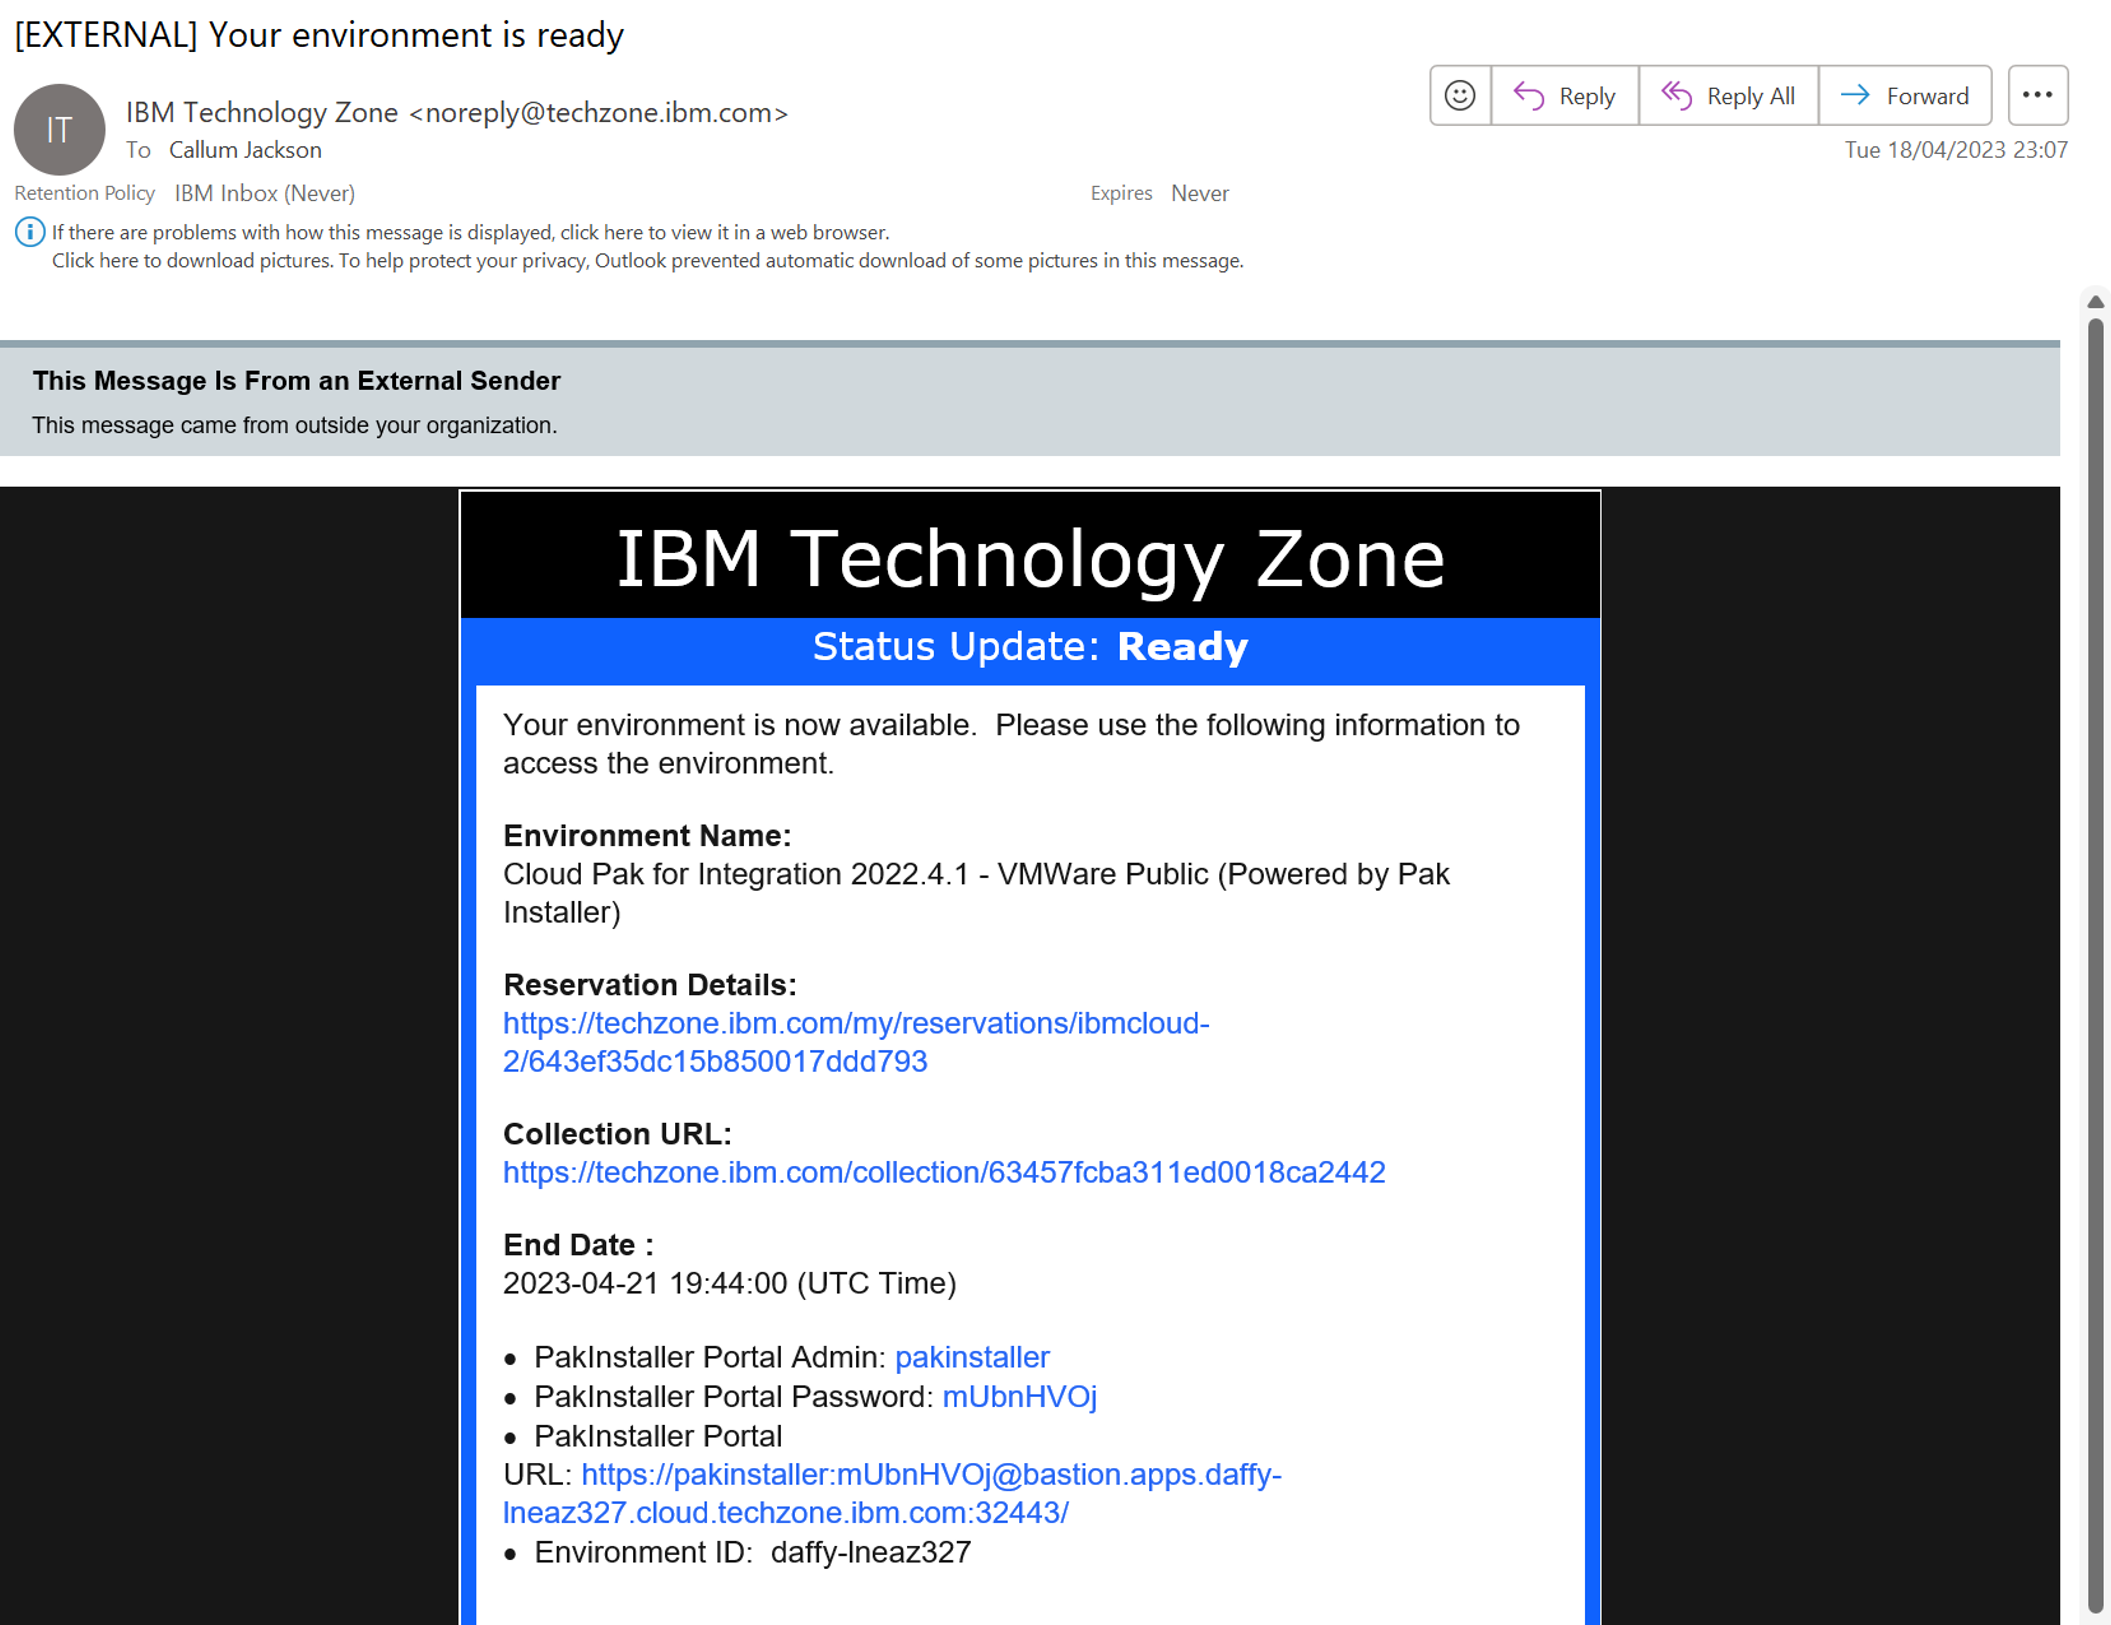 [EXTERNAL] Your environment is ready
IT
IBM Technology Zone <noreply@techzone.ibm.com>
To Callum Jackson
Reply
Reply All
Forward
Tue 18/04/2023 23:07
Retention Policy IBM Inbox (Never)
Expires Never
If there are problems with how this message is displayed, click here to view it in a web browser.
Click here to download pictures. To help protect your privacy, Outlook prevented automatic download of some pictures in this message.
This Message Is From an External Sender
This message came from outside your organization.
IBM Technology Zone
Status Update: Ready
Your environment is now available. Please use the following information to
access the environment.
Environment Name:
Cloud Pak for Integration 2022.4.1 - VMWare Public (Powered by Pak
Installer)
Reservation Details:
https://techzone.ibm.com/my/reservations/ibmcloud-
2/643ef35dc15b850017ddd793
Collection URL:
https://techzone.ibm.com/collection/63457fcba311ed0018ca2442
End Date :
2023-04-21 19:44:00 (UTC Time)
• PakInstaller Portal Admin: pakinstaller
• PakInstaller Portal Password: mUbnHVOj
• PakInstaller Portal
URL: https://pakinstaller:mUbnHVOj@bastion.apps.daffy-
lneaz327.cloud.techzone.ibm.com:32443/
• Environment ID: daffy-lneaz327